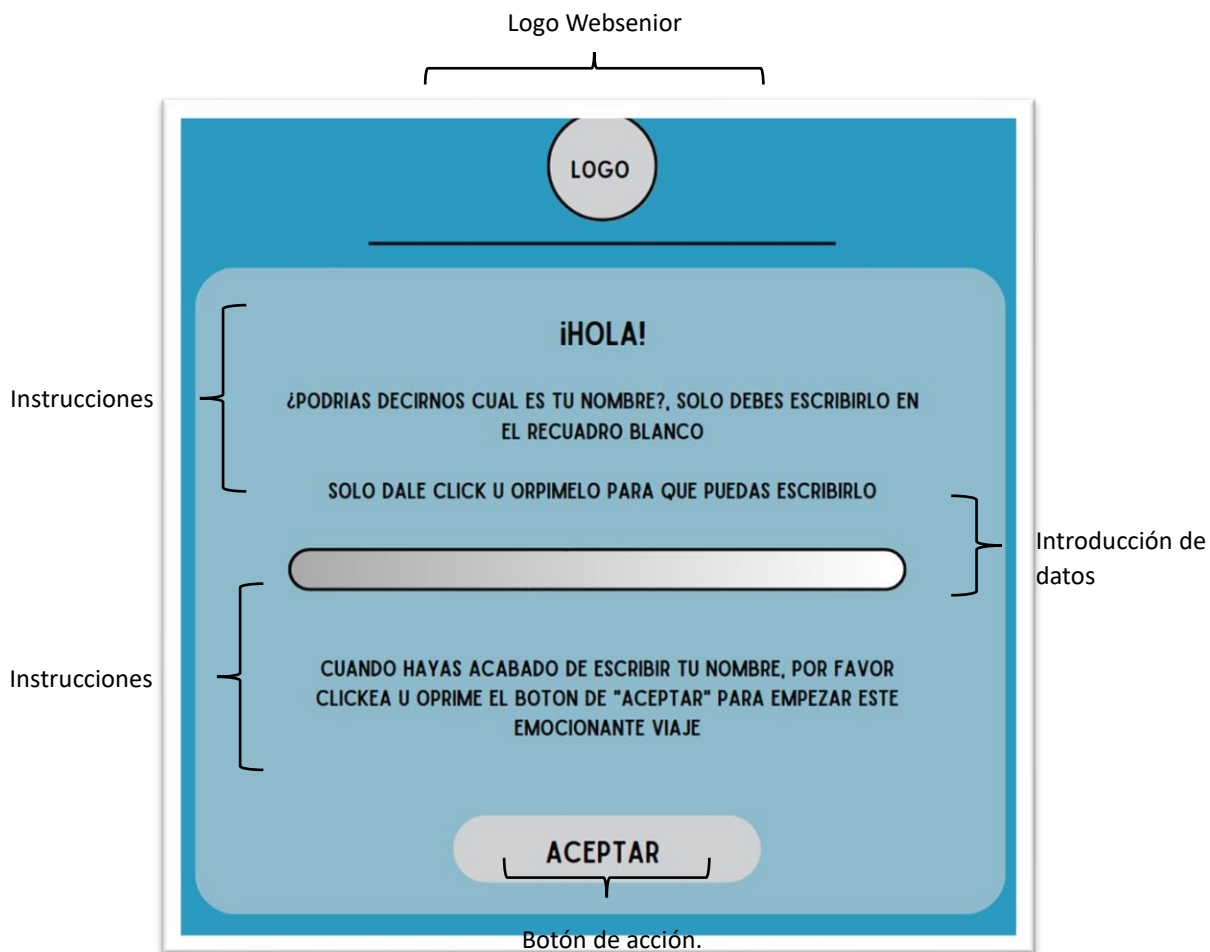 Logo Websenior
LOGO
¡HOLA!
Instrucciones
¿PODRIAS DECIRNOS CUAL ES TU NOMBRE?, SOLO DEBES ESCRIBIRLO EN
EL RECUADRO BLANCO
SOLO DALE CLICK U ORPIMELO PARA QUE PUEDAS ESCRIBIRLO
Introducción de
datos
Instrucciones
CUANDO HAYAS ACABADO DE ESCRIBIR TU NOMBRE, POR FAVOR
CLICKEA U OPRIME EL BOTON DE "ACEPTAR" PARA EMPEZAR ESTE
EMOCIONANTE VIAJE
ACEPTAR
Botón de acción.